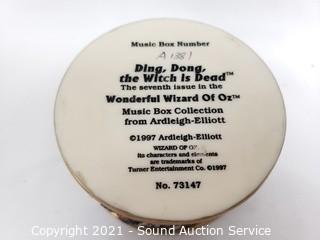 Music Box Number
A1381
Ding, Dong,
the Witch Is Dead™
The seventh issue in the
Wonderful Wizard Of Oz™
Music Box Collection
from Ardleigh-Elliott
©1997 Ardleigh-Elliott
WIZARD OF OZ
its characters and elements
are trademarks of
Turner Entertainment Co. ©1997
No. 73147
Copyright 2021 - Sound Auction Service